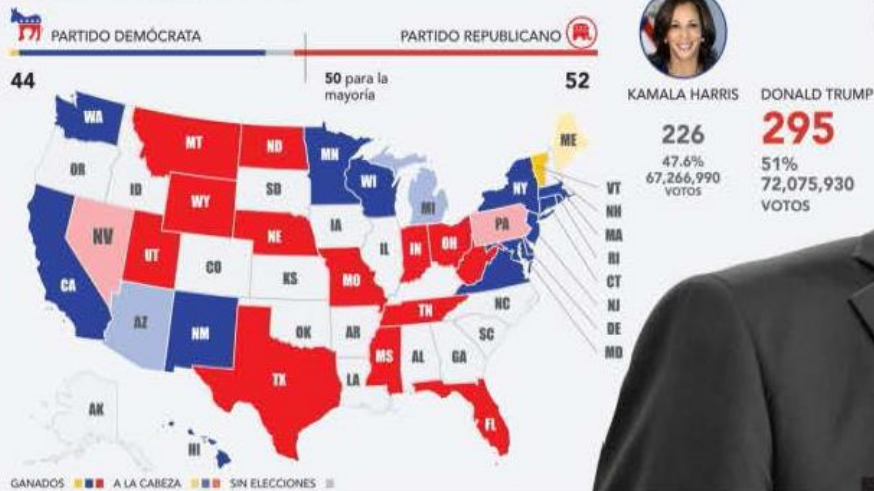 PARTIDO DEMÓCRATA
PARTIDO REPUBLICANO
44
50 para la
mayoría
52
KAMALA HARRIS
DONALD TRUMP
226
295
47.6%
67,266,990
VOTOS
51%
72,075,930
VOTOS
WA
MT
ND
MN
ME
OR
ID
WY
SD
WI
MI
NY
VT
NH
MA
RI
CT
NJ
DE
MD
NV
UT
NE
IA
IL
IN
OH
PA
CA
CO
KS
MO
AZ
NM
OK
AR
TN
NC
SC
TX
LA
MS
AL
GA
AK
HI
FL
GANADOS
A LA CABEZA
SIN ELECCIONES